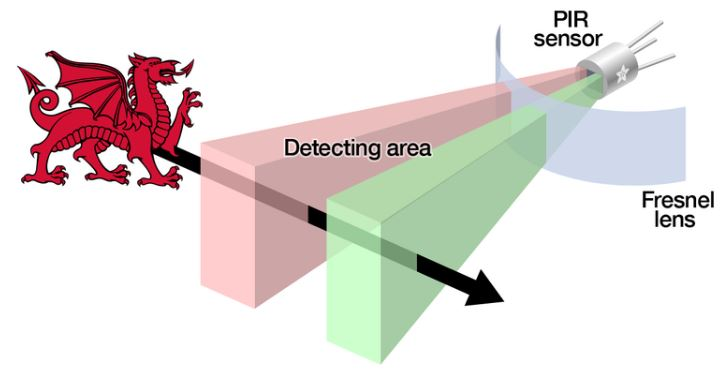 PIR
sensor
Detecting area
Fresnel
lens